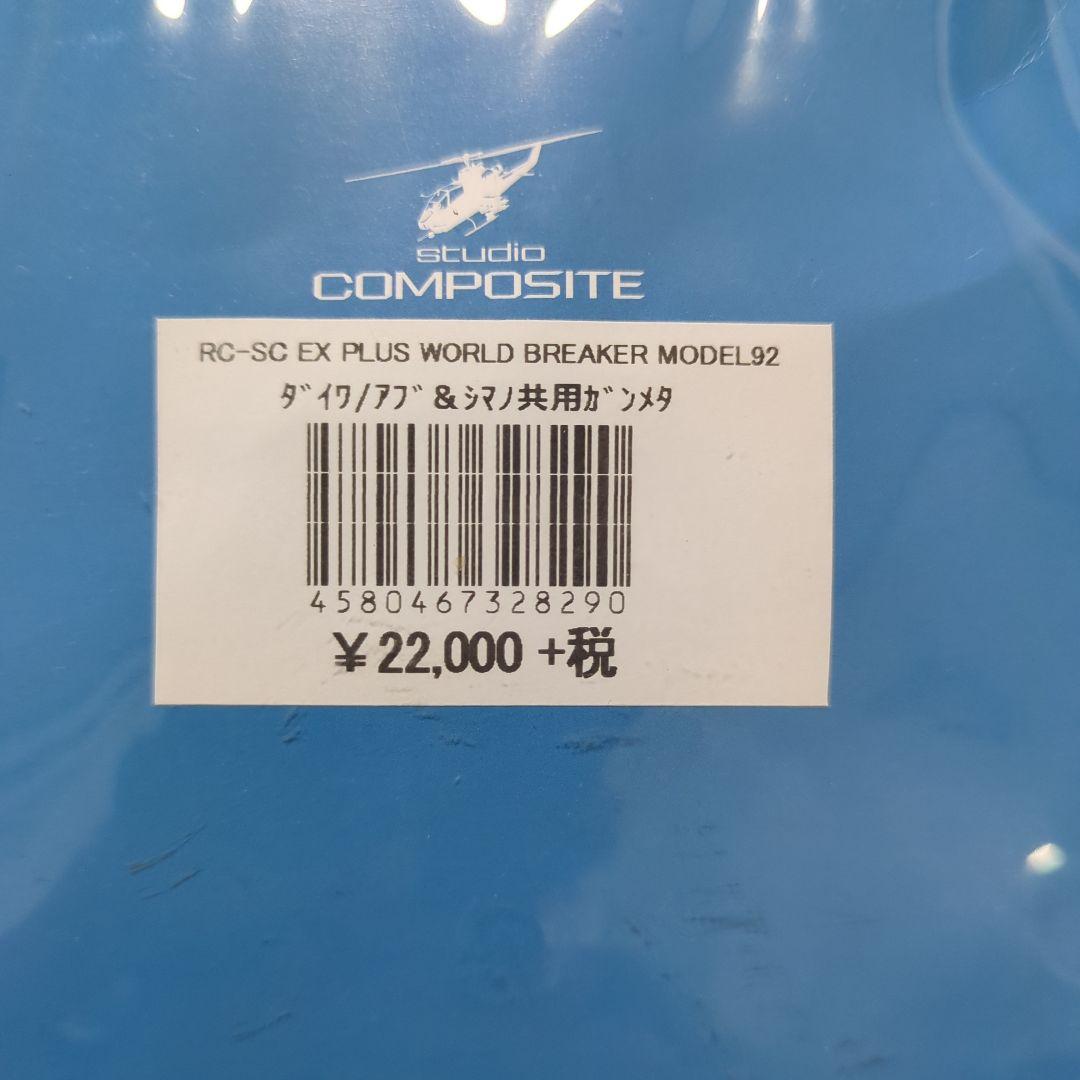 studio
COMPOSITE
RC-SC EX PLUS WORLD BREAKER MODEL92
ﾀﾞｲﾜ/ｱﾌﾞ&ｼﾏﾉ共用ｶﾞﾝﾒﾀ
4580467328290
¥22,000 +税